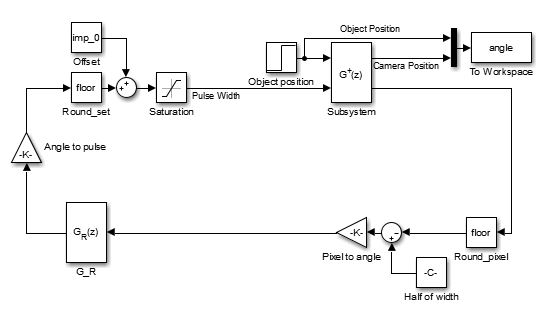 Object Position
imp_0
Offset
Object position
G⁺(z)
Camera Position
angle
To Workspace
floor
Round_set
Saturation
Pulse Width
Subsystem
-K-
Angle to pulse
G_R(z)
G_R
-K-
Pixel to angle
floor
Round_pixel
-C-
Half of width